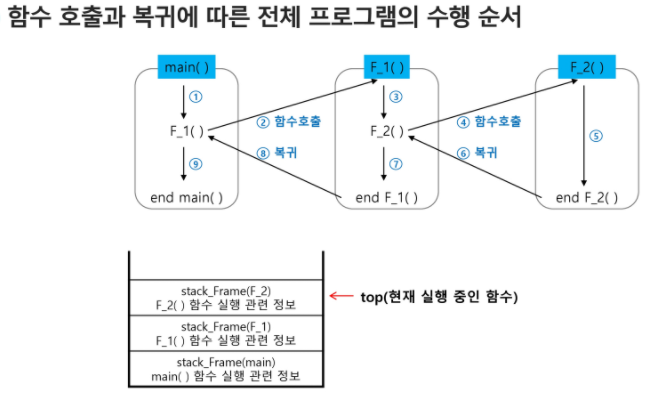 함수 호출과 복귀에 따른 전체 프로그램의 수행 순서
main( )
F_1( )
F_2( )
①
② 함수호출
③
④ 함수호출
⑤
F_1( )
F_2( )
⑨
⑧ 복귀
⑦
⑥ 복귀
end main( )
end F_1( )
end F_2( )
stack_Frame(F_2)
F_2( ) 함수 실행 관련 정보
top(현재 실행 중인 함수)
stack_Frame(F_1)
F_1( ) 함수 실행 관련 정보
stack_Frame(main)
main( ) 함수 실행 관련 정보